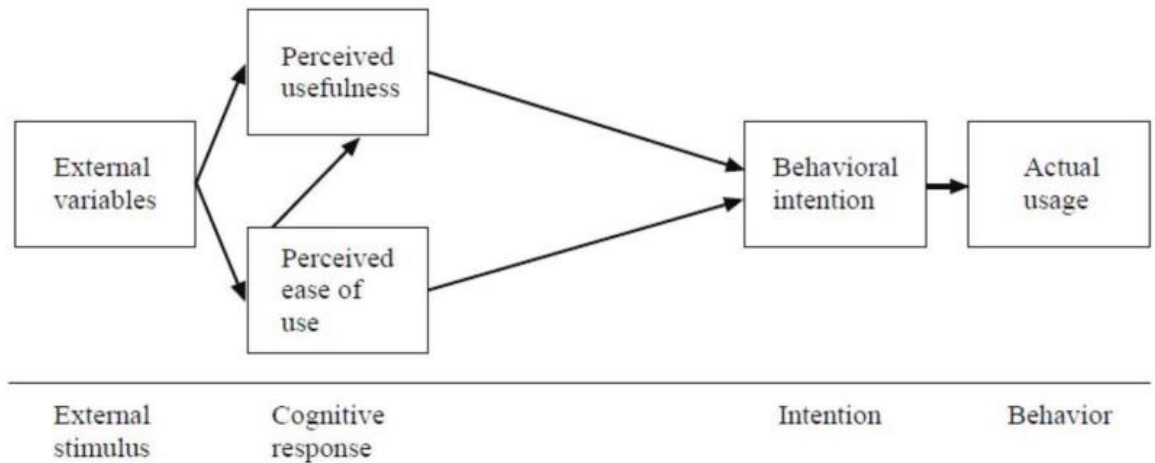 Perceived
usefulness
External
variables
Behavioral
intention
Actual
usage
Perceived
ease of
use
External
stimulus
Cognitive
response
Intention
Behavior